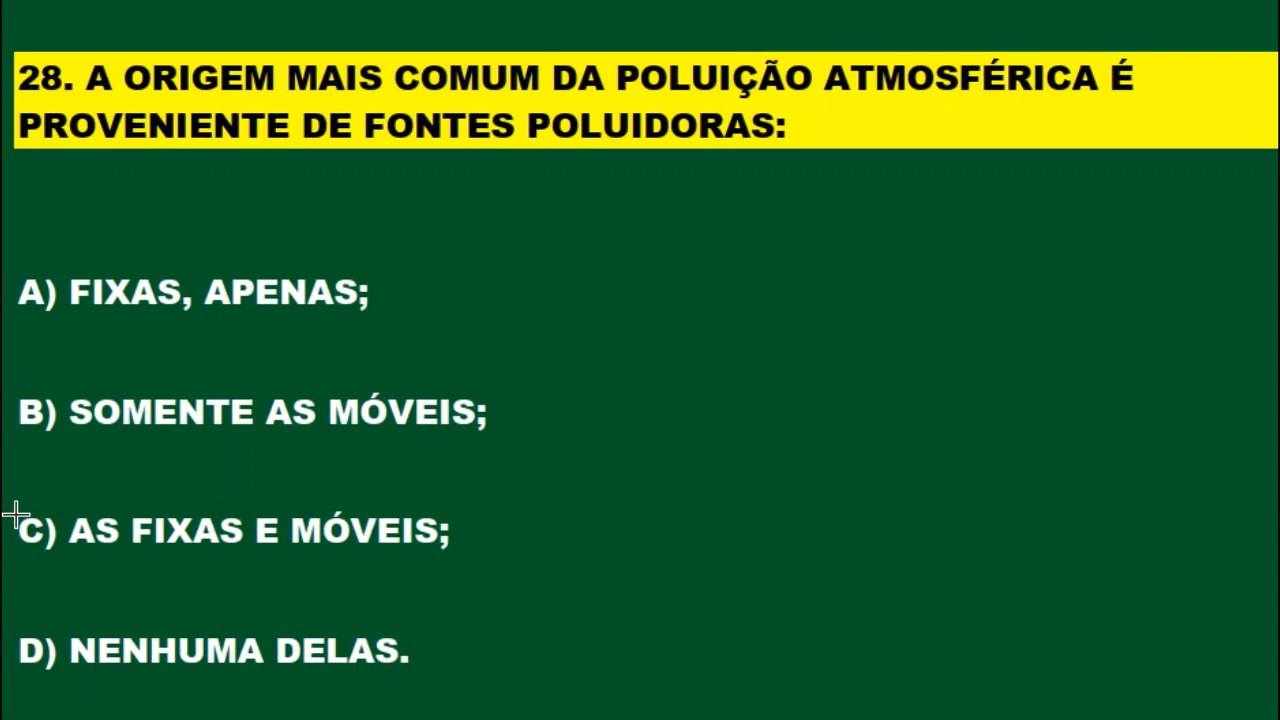 28. A ORIGEM MAIS COMUM DA POLUIÇÃO ATMOSFÉRICA É
PROVENIENTE DE FONTES POLUIDORAS:
A) FIXAS, APENAS;
B) SOMENTE AS MÓVEIS;
C) AS FIXAS E MÓVEIS;
D) NENHUMA DELAS.